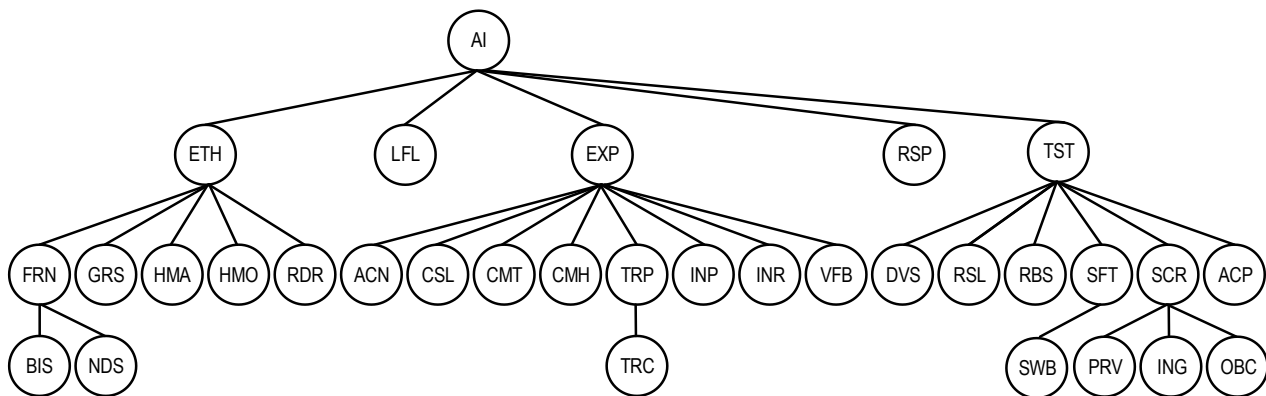 AI
ETH LFL EXP RSP TST
FRN GRS HMA HMO RDR ACN CSL CMT CMH TRP INP INR VFB DVS RSL RBS SFT SCR ACP
BIS NDS TRC SWB PRV ING OBC